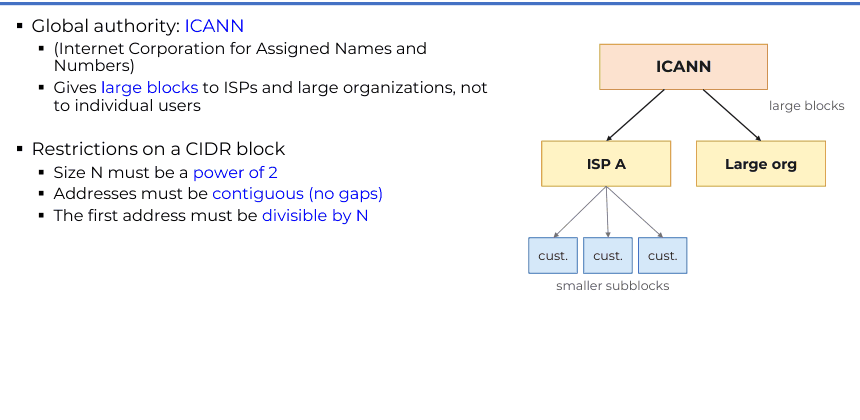 ▪ Global authority: ICANN
▪ (Internet Corporation for Assigned Names and
Numbers)
▪ Gives large blocks to ISPs and large organizations, not
to individual users
▪ Restrictions on a CIDR block
▪ Size N must be a power of 2
▪ Addresses must be contiguous (no gaps)
▪ The first address must be divisible by N
ICANN
large blocks
ISP A
Large org
cust.
cust.
cust.
smaller subblocks